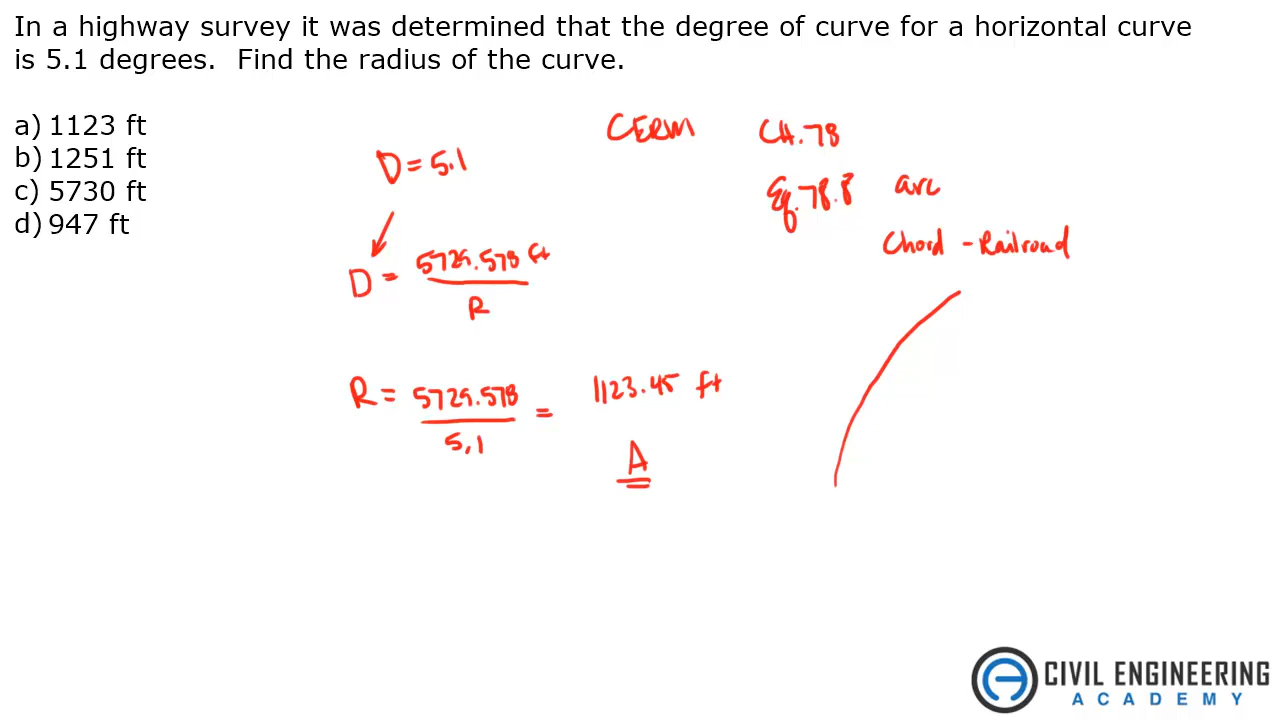 In a highway survey it was determined that the degree of curve for a horizontal curve
is 5.1 degrees. Find the radius of the curve.
a) 1123 ft
b) 1251 ft
c) 5730 ft
d) 947 ft
CERM CH.78
D = 5.1
Eq. 78.8 arc
Chord - Railroad
D = 5729.578 ft
R
R = 5729.578 = 1123.45 ft
5.1
A
CIVIL ENGINEERING
ACADEMY